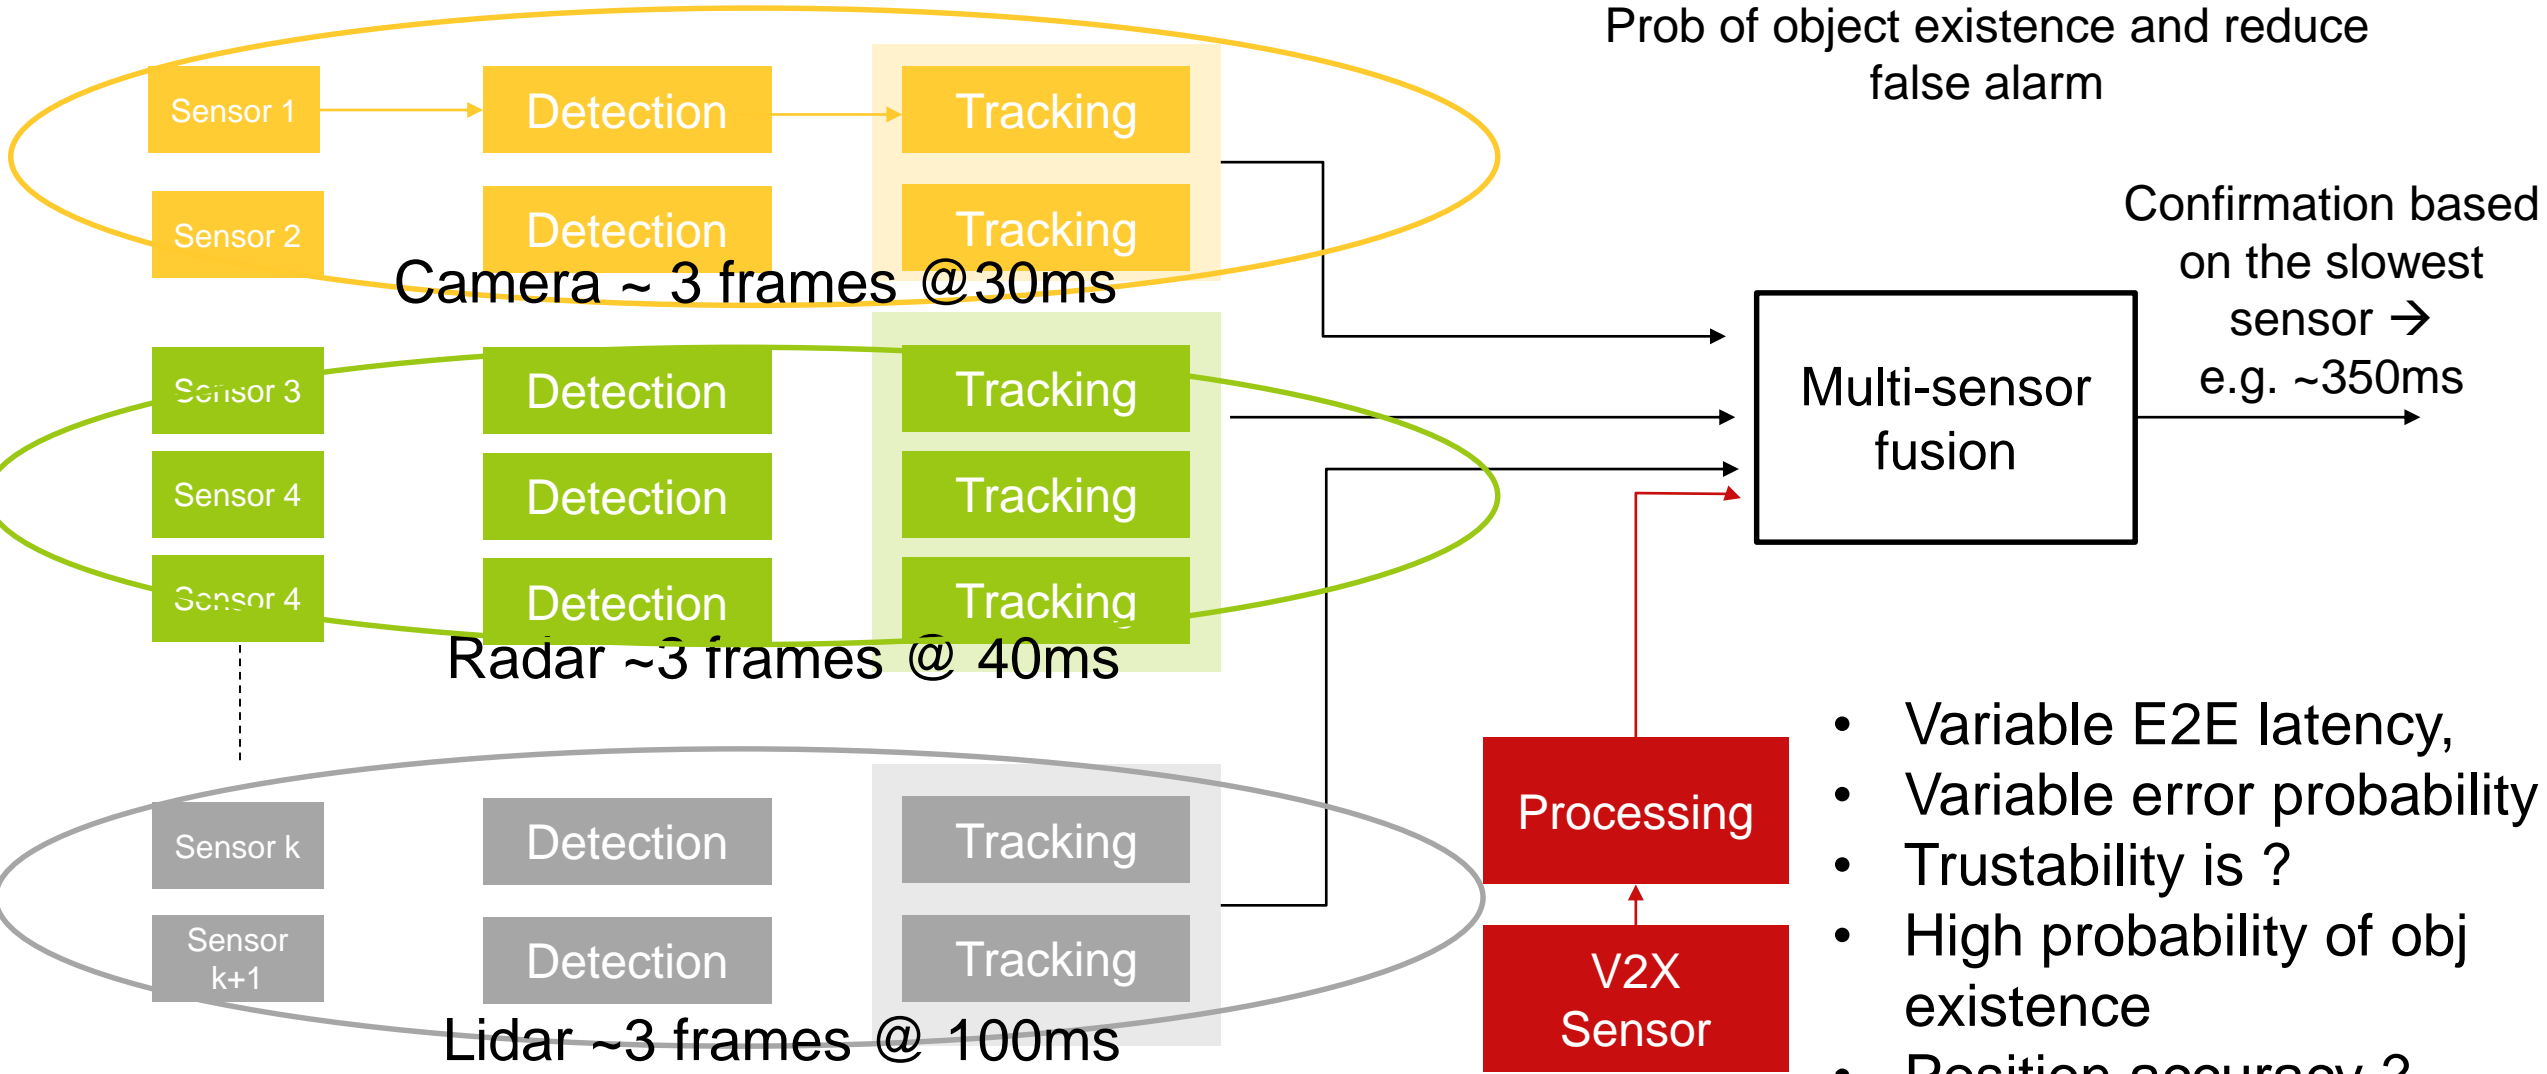 Prob of object existence and reduce
false alarm
Sensor 1
Detection
Tracking
Sensor 2
Detection
Tracking
Camera ~ 3 frames @30ms
Confirmation based
on the slowest
sensor →
e.g. ~350ms
Sensor 3
Detection
Tracking
Multi-sensor
fusion
Sensor 4
Detection
Tracking
Sensor 4
Detection
Tracking
Radar ~3 frames @ 40ms
Sensor k
Detection
Tracking
Sensor
k+1
Detection
Tracking
Lidar ~3 frames @ 100ms
Processing
V2X
Sensor
• Variable E2E latency,
• Variable error probability
• Trustability is ?
• High probability of obj
existence
• Position accuracy ?